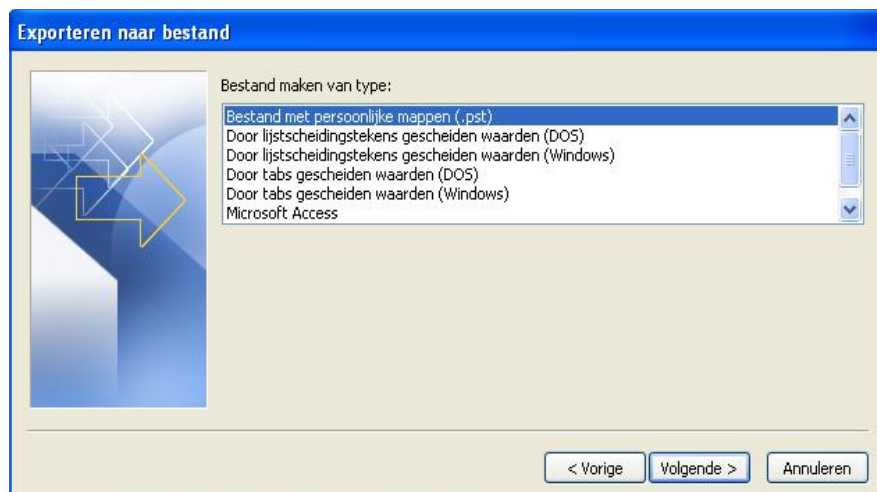 Exporteren naar bestand
Bestand maken van type:
Bestand met persoonlijke mappen (.pst)
Door lijstscheidingstekens gescheiden waarden (DOS)
Door lijstscheidingstekens gescheiden waarden (Windows)
Door tabs gescheiden waarden (DOS)
Door tabs gescheiden waarden (Windows)
Microsoft Access
< Vorige
Volgende >
Annuleren